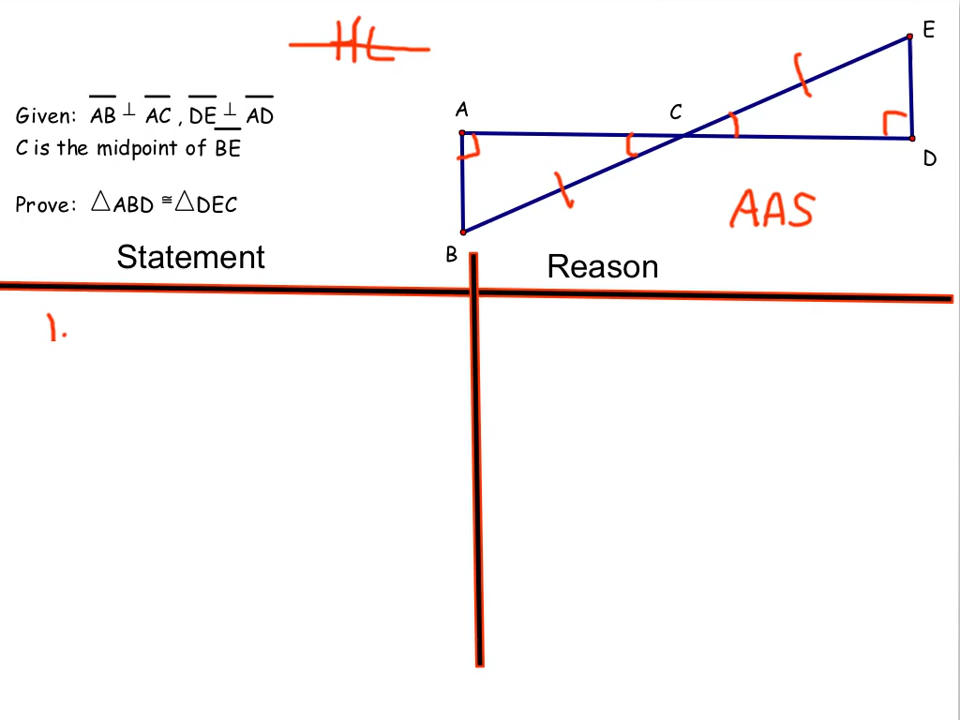 HL
Given: AB ⊥ AC , DE ⊥ AD
C is the midpoint of BE
Prove: △ABD ≅ △DEC
A
C
E
D
B
AAS
Statement
Reason
1.